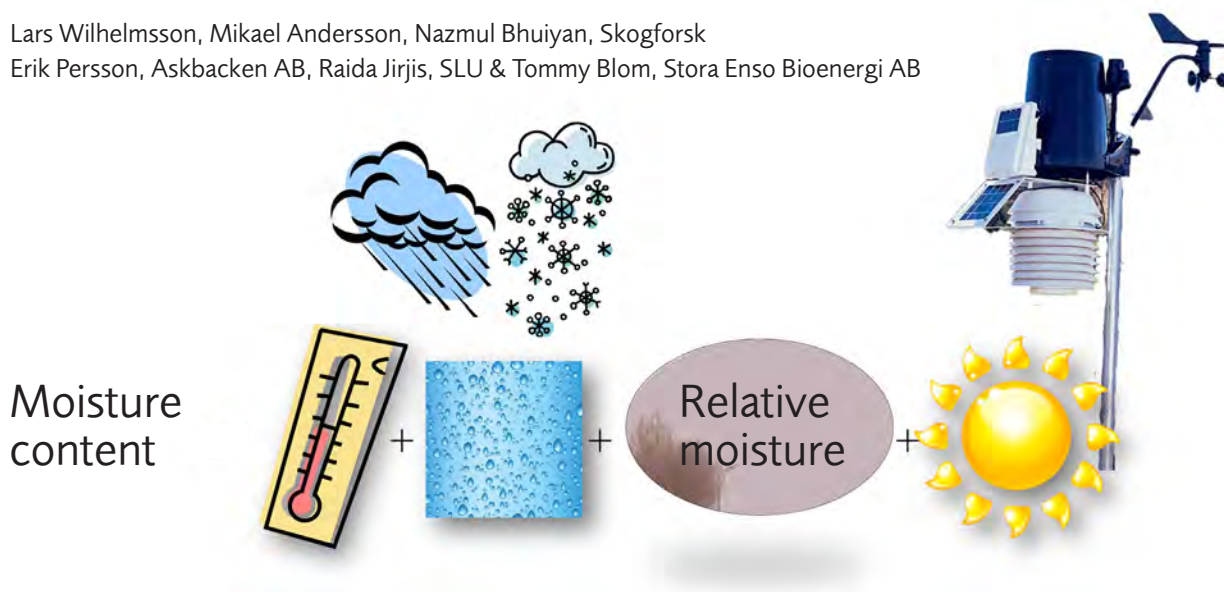 Lars Wilhelmsson, Mikael Andersson, Nazmul Bhuiyan, Skogforsk
Erik Persson, Askbacken AB, Raida Jirjis, SLU & Tommy Blom, Stora Enso Bioenergi AB
Moisture
content
+
+
Relative
moisture
+